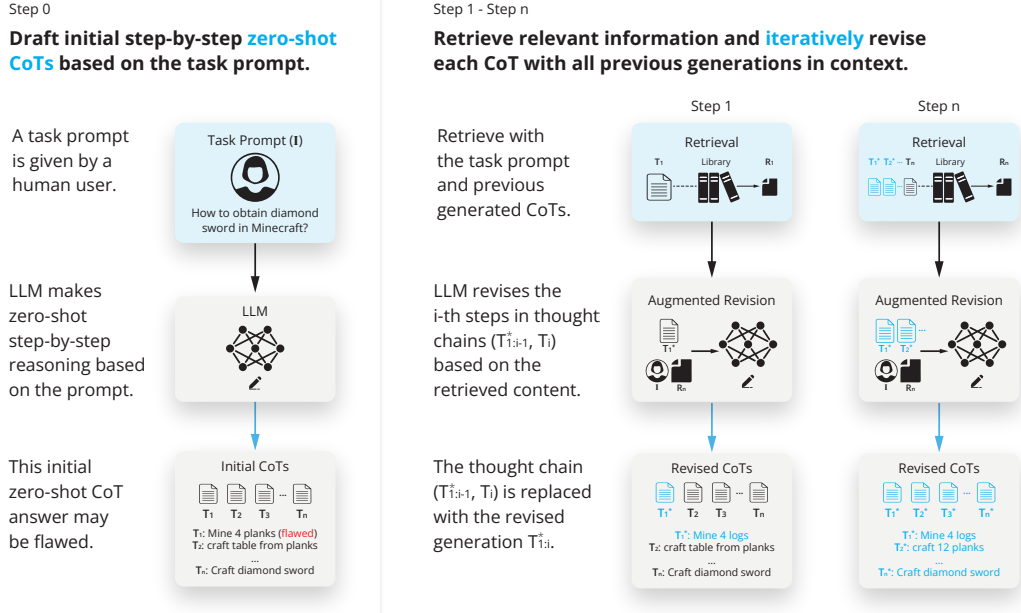 Step 0
Draft initial step-by-step zero-shot
CoTs based on the task prompt.
A task prompt
is given by a
human user.
Task Prompt (I)
How to obtain diamond
sword in Minecraft?
LLM makes
zero-shot
step-by-step
reasoning based
on the prompt.
LLM
This initial
zero-shot CoT
answer may
be flawed.
Initial CoTs
T₁ T₂ T₃ ... Tₙ
T₁: Mine 4 planks (flawed)
T₂: craft table from planks
...
Tₙ: Craft diamond sword
Step 1 - Step n
Retrieve relevant information and iteratively revise
each CoT with all previous generations in context.
Retrieve with
the task prompt
and previous
generated CoTs.
Step 1
Retrieval
T₁ Library R₁
Step n
Retrieval
T₁* T₂* ... Tₙ Library Rₙ
LLM revises the
i-th steps in thought
chains (T*₁:ᵢ₋₁, Tᵢ)
based on the
retrieved content.
Augmented Revision
T₁*
I Rₙ
Augmented Revision
...
T₁* T₂*
I Rₙ
The thought chain
(T*₁:ᵢ₋₁, Tᵢ) is replaced
with the revised
generation T*₁:ᵢ.
Revised CoTs
T₁* T₂ T₃ ... Tₙ
T₁*: Mine 4 logs
T₂: craft table from planks
...
Tₙ: Craft diamond sword
Revised CoTs
T₁* T₂* T₃* ... Tₙ*
T₁*: Mine 4 logs
T₂*: craft 12 planks
...
Tₙ*: Craft diamond sword